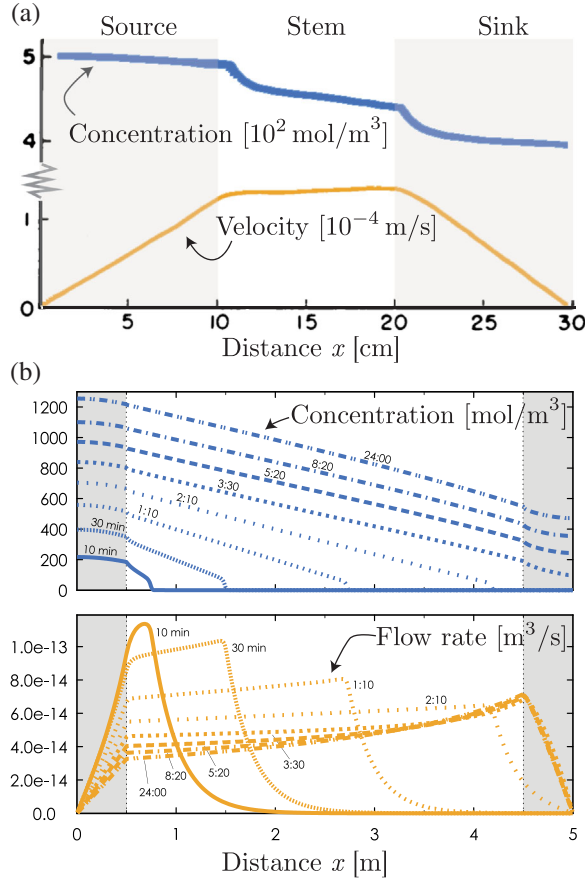 (a)
Source Stem Sink
5
Concentration [10² mol/m³]
4
1
Velocity [10⁻⁴ m/s]
0
5 10 15 20 25 30
Distance x [cm]
(b)
1200
Concentration [mol/m³]
1000
24:00
8:20
800
5:20
3:30
600
2:10
1:10
400
30 min
200
10 min
0
10 min
Flow rate [m³/s]
1.0e-13
30 min
8.0e-14
1:10
6.0e-14
2:10
4.0e-14
3:30
5:20
2.0e-14
8:20
24:00
0.0
0 1 2 3 4 5
Distance x [m]